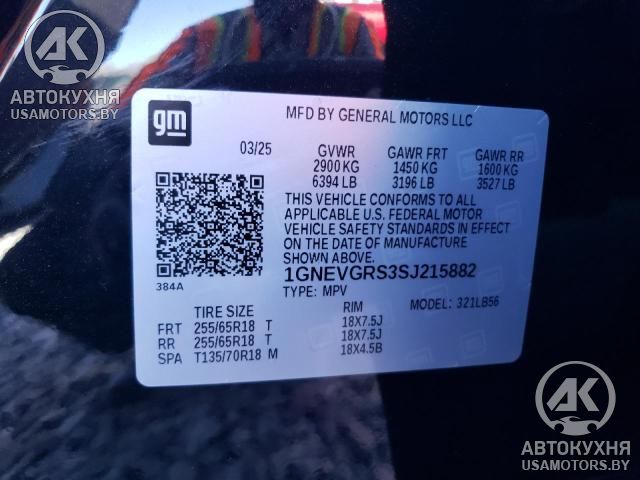 АВТОКУХНЯ
USAMOTORS.BY
gm
MFD BY GENERAL MOTORS LLC
03/25 GVWR GAWR FRT GAWR RR
2900 KG 1450 KG 1600 KG
6394 LB 3196 LB 3527 LB
THIS VEHICLE CONFORMS TO ALL
APPLICABLE U.S. FEDERAL MOTOR
VEHICLE SAFETY STANDARDS IN EFFECT
ON THE DATE OF MANUFACTURE
SHOWN ABOVE.
384A
1GNEVGRS3SJ215882
TYPE: MPV MODEL: 321LB56
TIRE SIZE RIM
FRT 255/65R18 T 18X7.5J
RR 255/65R18 T 18X7.5J
SPA T135/70R18 M 18X4.5B
АК
АВТОКУХНЯ
USAMOTORS.BY
АК